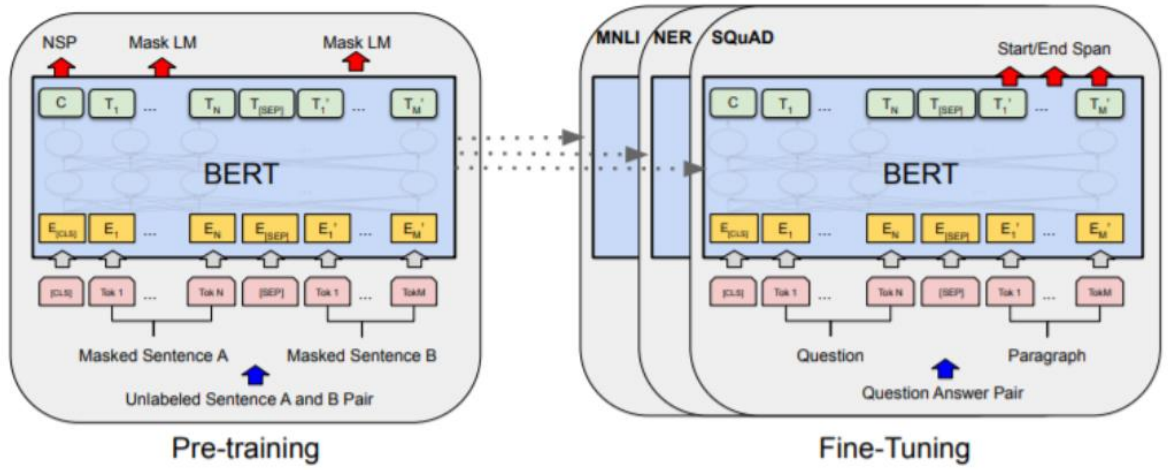 NSP Mask LM Mask LM
C T1 ... TN T[SEP] T1' ... TM'
BERT
E[CLS] E1 ... EN E[SEP] E1' ... EM'
[CLS] Tok 1 ... Tok N [SEP] Tok 1 ... TokM
Masked Sentence A Masked Sentence B
Unlabeled Sentence A and B Pair
Pre-training
MNLI NER SQuAD
Start/End Span
C T1 ... TN T[SEP] T1' ... TM'
BERT
E[CLS] E1 ... EN E[SEP] E1' ... EM'
[CLS] Tok 1 ... Tok N [SEP] Tok 1 ... TokM
Question Paragraph
Question Answer Pair
Fine-Tuning